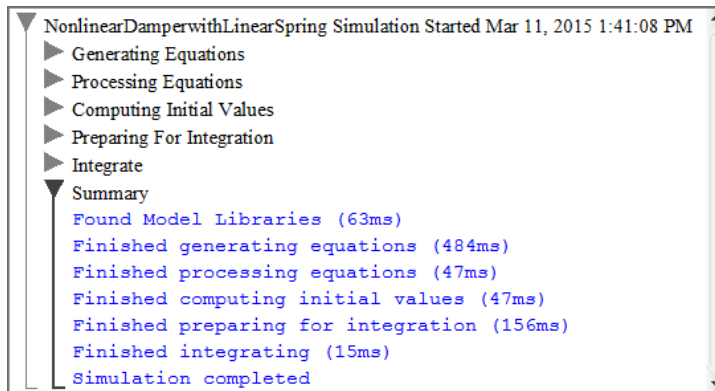 NonlinearDamperwithLinearSpring Simulation Started Mar 11, 2015 1:41:08 PM
Generating Equations
Processing Equations
Computing Initial Values
Preparing For Integration
Integrate
Summary
Found Model Libraries (63ms)
Finished generating equations (484ms)
Finished processing equations (47ms)
Finished computing initial values (47ms)
Finished preparing for integration (156ms)
Finished integrating (15ms)
Simulation completed